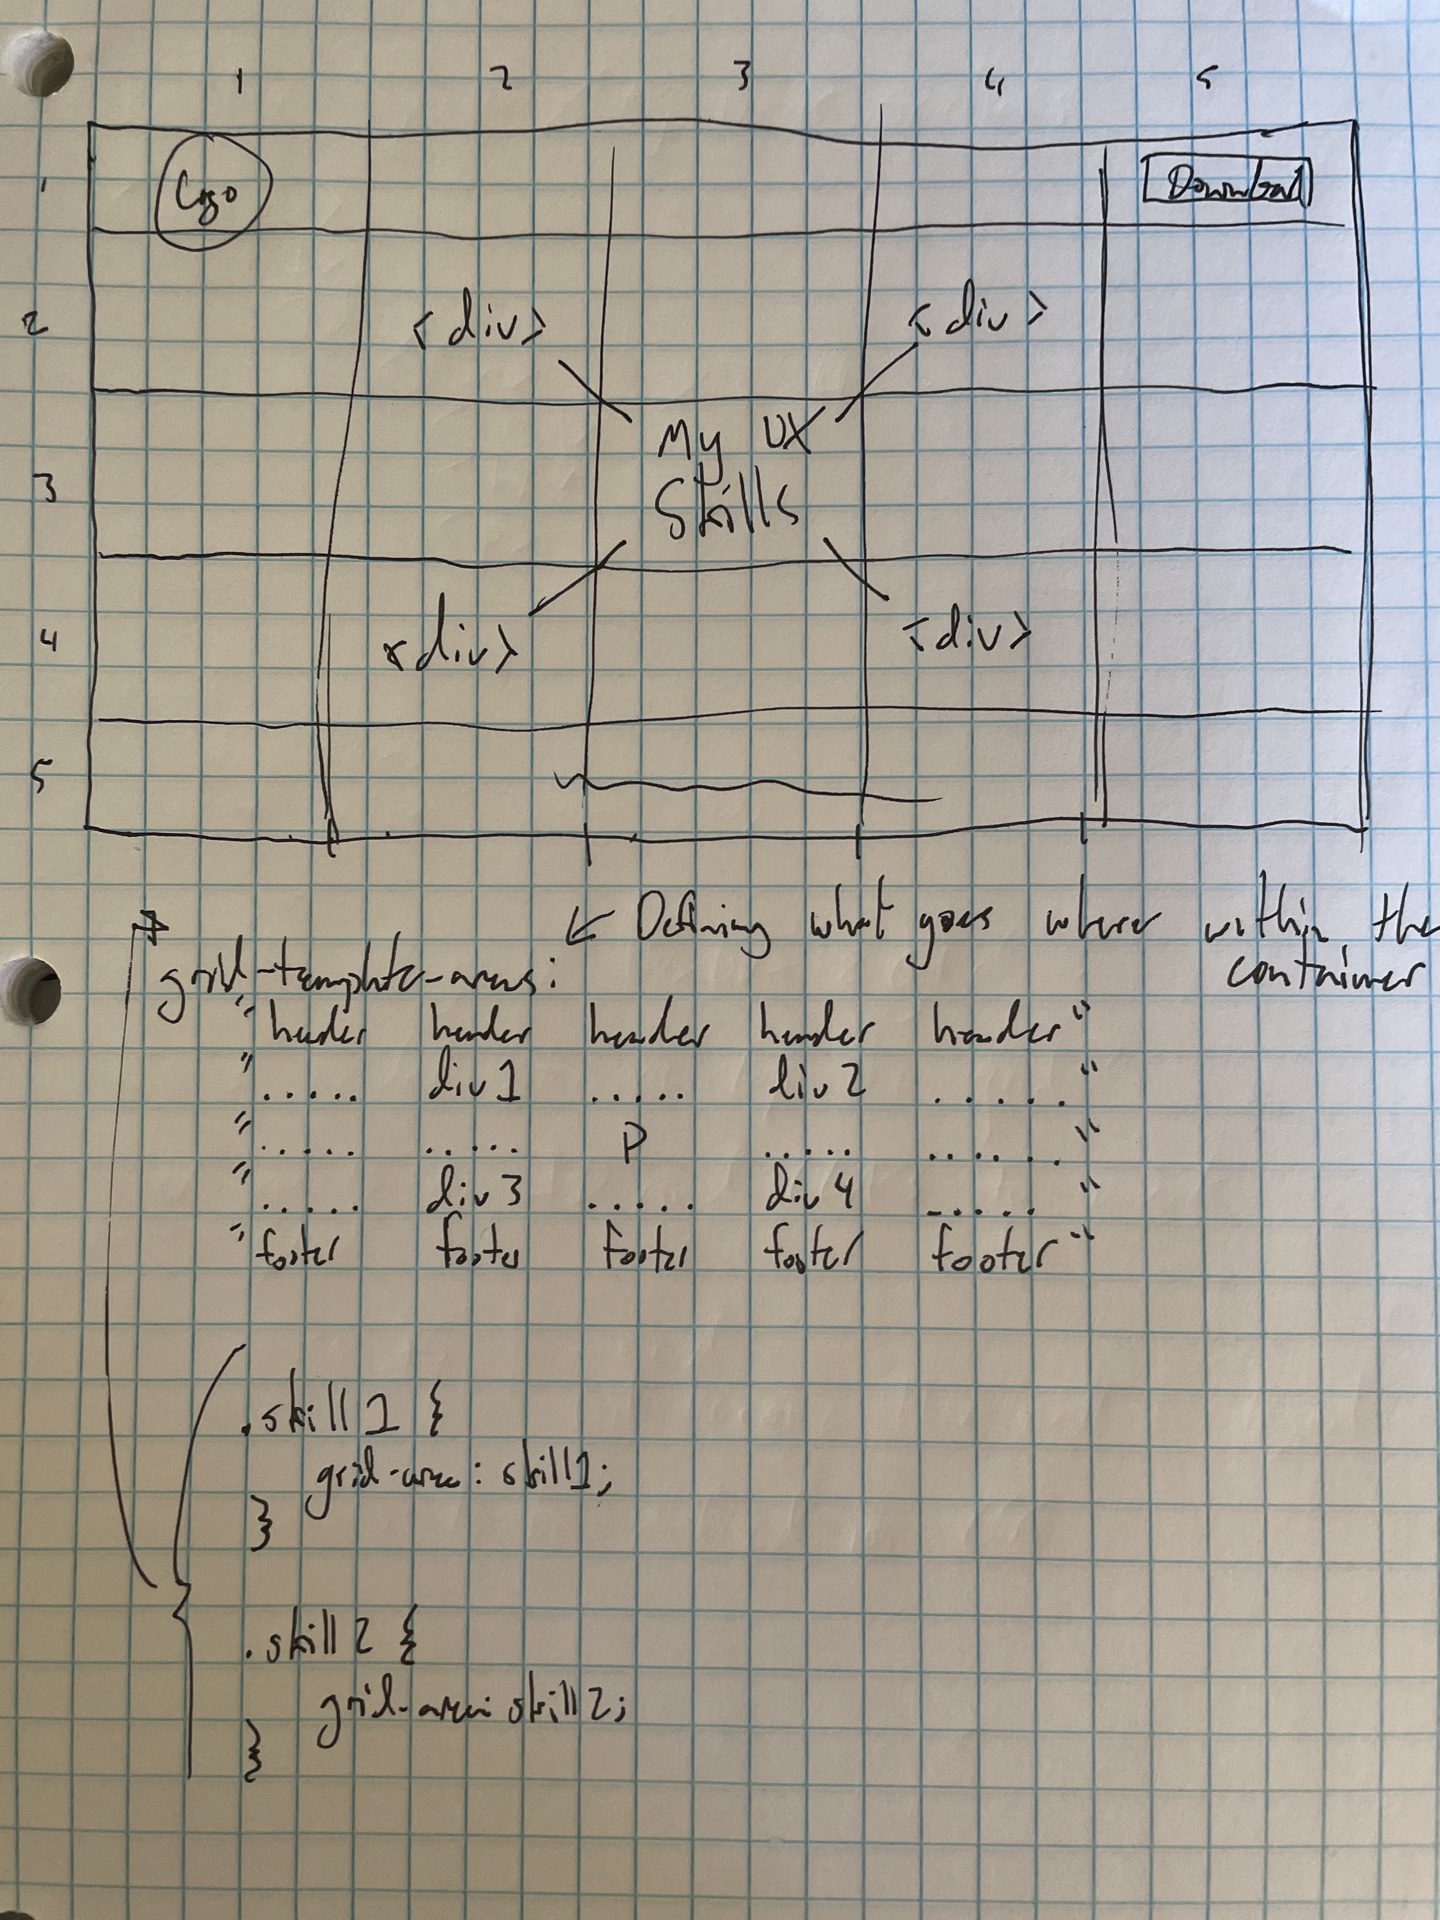 1 2 3 4 5
1 Logo Download
2 <div> <div>
My UX
3 Skills
4 <div> <div>
5
Defining what goes where within the
container
grid-template-areas:
"header header header header header"
"..... div1 ..... div2 ......"
"..... ..... P ..... ......"
"..... div3 ..... div4 ....."
"footer footer footer footer footer"
.skill1 {
grid-area: skill1;
}
.skill2 {
grid-area: skill2;
}